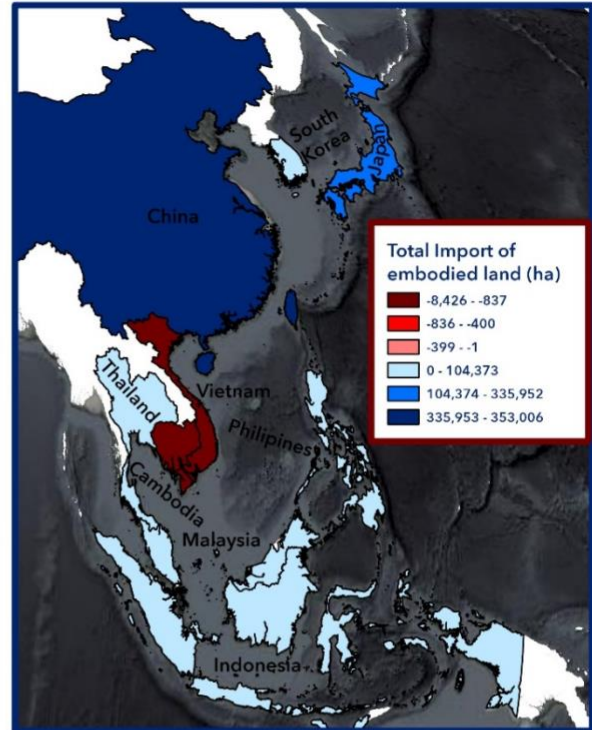 South
Korea
Japan
China
Total Import of
embodied land (ha)
-8,426 - -837
-836 - -400
-399 - -1
0 - 104,373
104,374 - 335,952
335,953 - 353,006
Thailand
Vietnam
Philipines
Cambodia
Malaysia
Indonesia